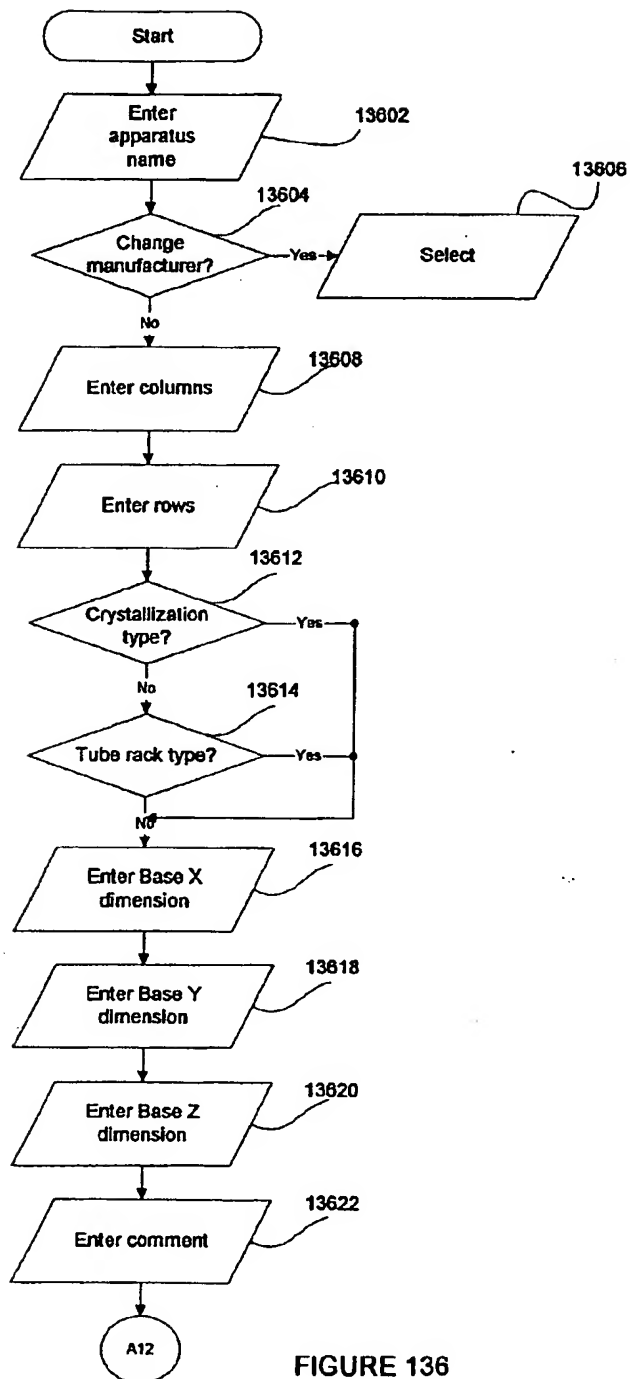 Start
Enter
apparatus
name
13602
13604
Change
manufacturer?
Yes
13606
Select
No
Enter columns
13608
Enter rows
13610
13612
Crystallization
type?
Yes
No
13614
Tube rack type?
Yes
No
Enter Base X
dimension
13616
Enter Base Y
dimension
13618
Enter Base Z
dimension
13620
Enter comment
13622
A12
FIGURE 136